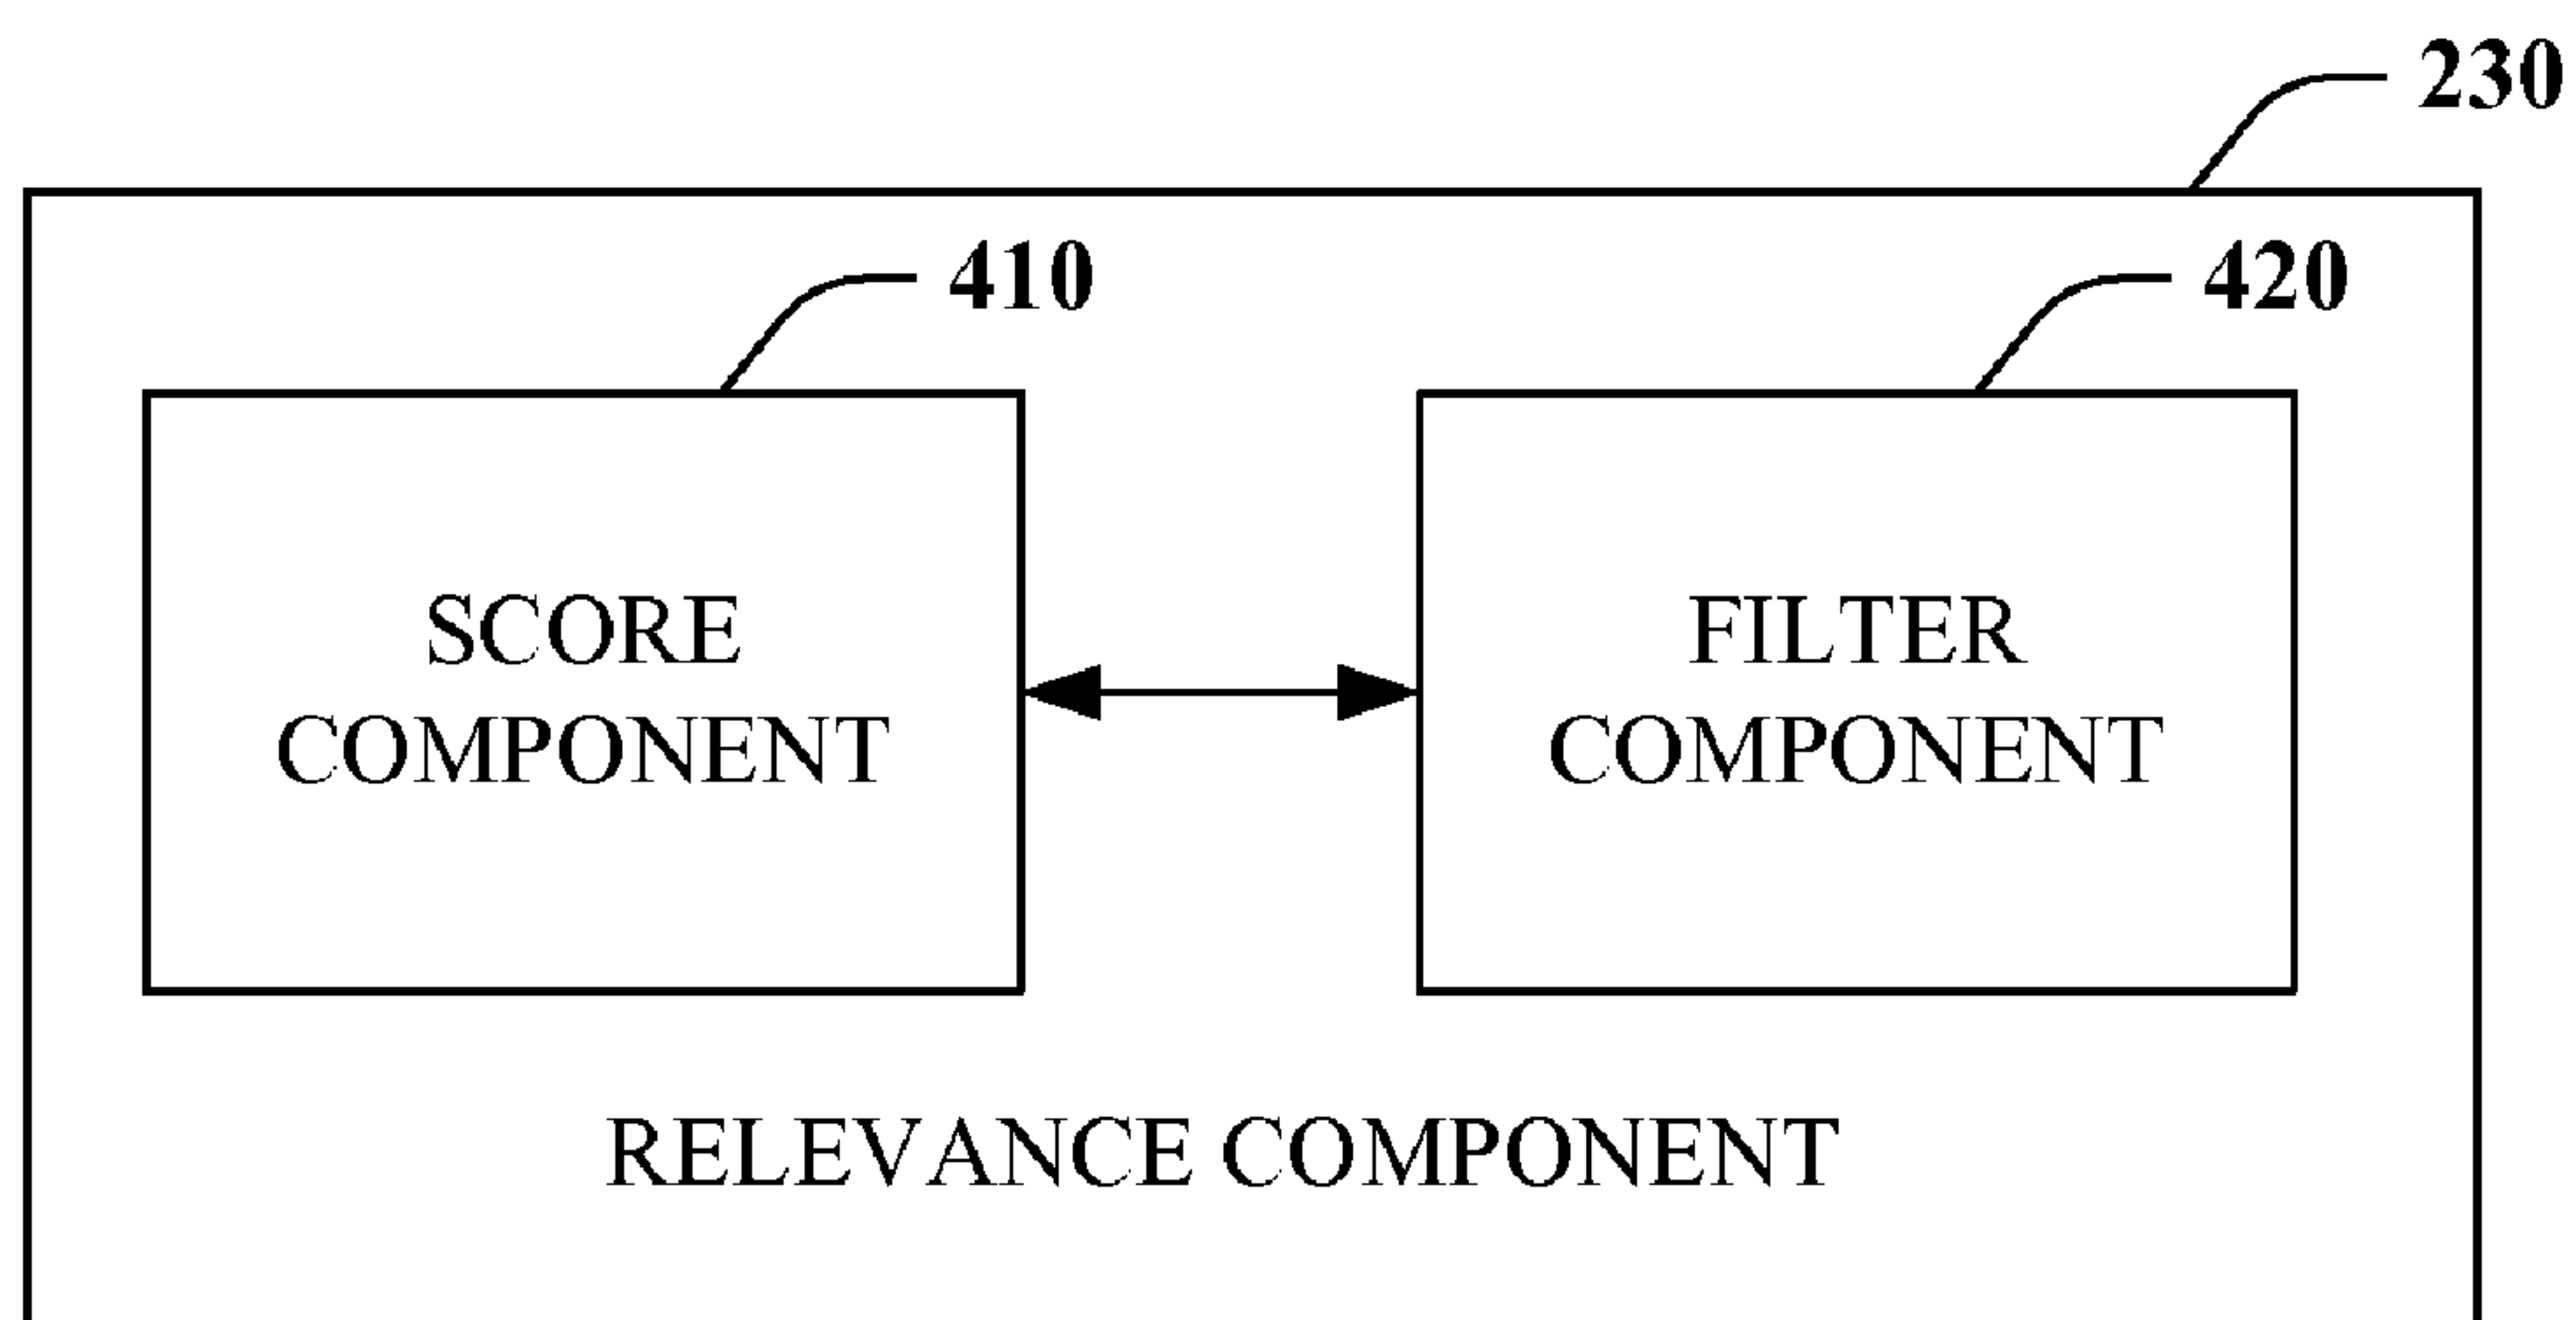 230
410
420
SCORE
COMPONENT
FILTER
COMPONENT
RELEVANCE COMPONENT